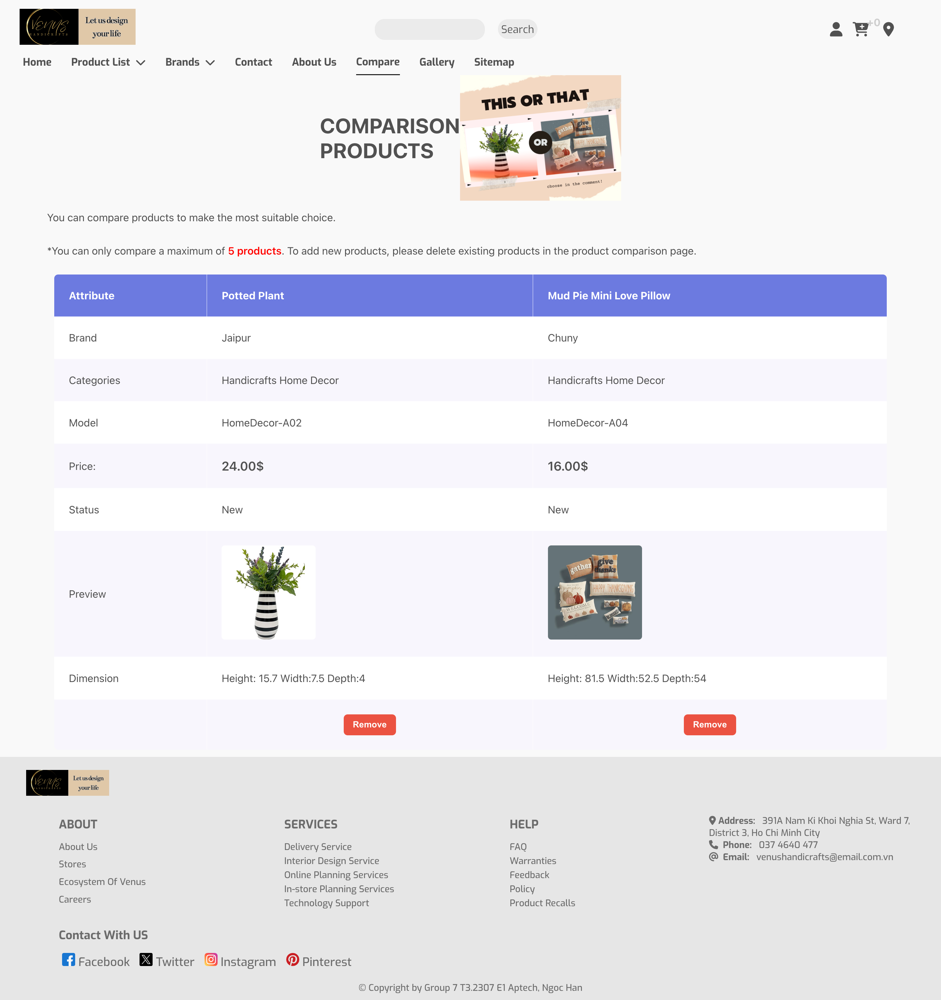 VENUS
HANDICRAFTS
Let us design
your life
Search
+0
Home Product List Brands Contact About Us Compare Gallery Sitemap
COMPARISON
PRODUCTS
THIS OR THAT
2
2
gather
give
thanks
HAPPY THANKSGIVING
OR
WELCOME
2
2
choose in the comment!
You can compare products to make the most suitable choice.
*You can only compare a maximum of 5 products. To add new products, please delete existing products in the product comparison page.
Attribute Potted Plant Mud Pie Mini Love Pillow
Brand Jaipur Chuny
Categories Handicrafts Home Decor Handicrafts Home Decor
Model HomeDecor-A02 HomeDecor-A04
Price: 24.00$ 16.00$
Status New New
Preview
gather
give
thanks
pumpkin
HAPPY THANKSGIVING
WELCOME
BLESSED
Dimension Height: 15.7 Width:7.5 Depth:4 Height: 81.5 Width:52.5 Depth:54
Remove Remove
VENUS
HANDICRAFTS
Let us design
your life
ABOUT
About Us
Stores
Ecosystem Of Venus
Careers
SERVICES
Delivery Service
Interior Design Service
Online Planning Services
In-store Planning Services
Technology Support
HELP
FAQ
Warranties
Feedback
Policy
Product Recalls
Address: 391A Nam Ki Khoi Nghia St, Ward 7,
District 3, Ho Chi Minh City
Phone: 037 4640 477
Email: venushandicrafts@email.com.vn
Contact With US
Facebook Twitter Instagram Pinterest
© Copyright by Group 7 T3.2307 E1 Aptech, Ngoc Han